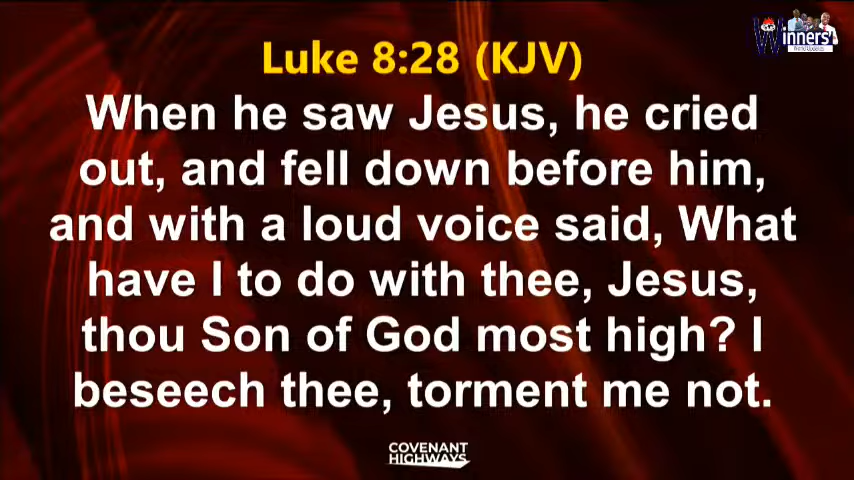 Winners'
Luke 8:28 (KJV)
When he saw Jesus, he cried
out, and fell down before him,
and with a loud voice said, What
have I to do with thee, Jesus,
thou Son of God most high? I
beseech thee, torment me not.
COVENANT
HIGHWAYS